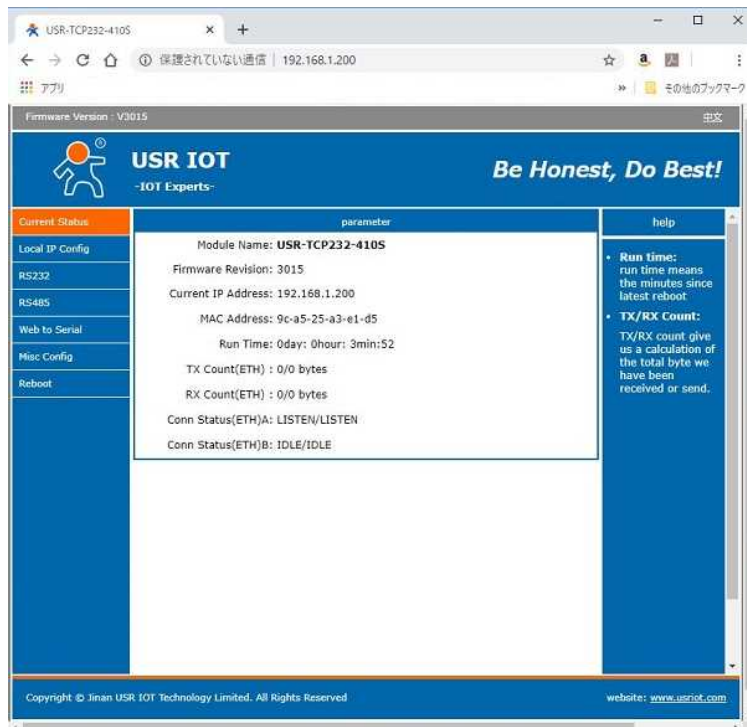 USR-TCP232-410S
保護されていない通信 | 192.168.1.200
アプリ
» その他のブックマーク
Firmware Version : V3015 中文
USR IOT
-IOT Experts-
Be Honest, Do Best!
Current Status
Local IP Config
RS232
RS485
Web to Serial
Misc Config
Reboot
parameter
Module Name: USR-TCP232-410S
Firmware Revision: 3015
Current IP Address: 192.168.1.200
MAC Address: 9c-a5-25-a3-e1-d5
Run Time: 0day: 0hour: 3min:52
TX Count(ETH) : 0/0 bytes
RX Count(ETH) : 0/0 bytes
Conn Status(ETH)A: LISTEN/LISTEN
Conn Status(ETH)B: IDLE/IDLE
help
• Run time:
run time means
the minutes since
latest reboot
• TX/RX Count:
TX/RX count give
us a calculation of
the total byte we
have been
received or send.
Copyright © Jinan USR IOT Technology Limited. All Rights Reserved
website: www.usriot.com